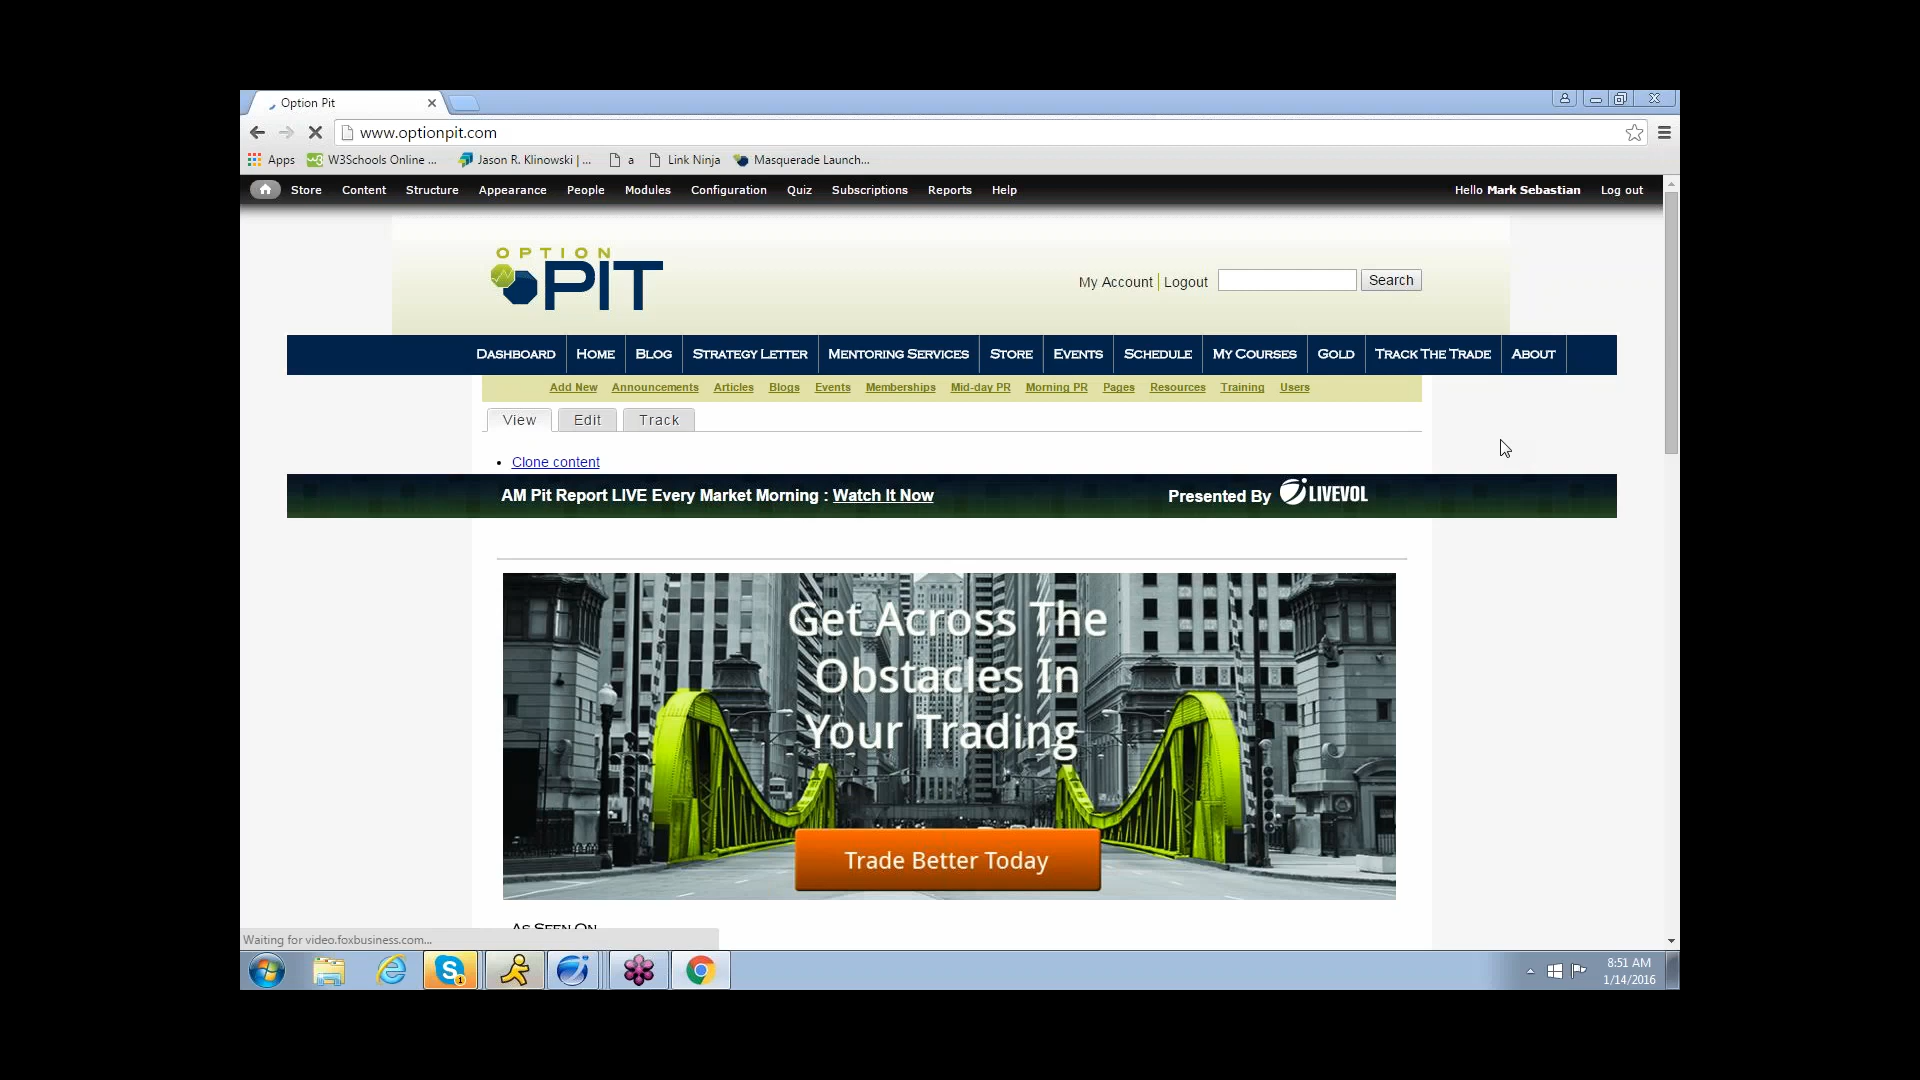 Option Pit
www.optionpit.com
Apps W3Schools Online ... Jason R. Klinowski | ... a Link Ninja Masquerade Launch...
Store Content Structure Appearance People Modules Configuration Quiz Subscriptions Reports Help Hello Mark Sebastian Log out
OPTION
PIT
My Account Logout Search
DASHBOARD HOME BLOG STRATEGY LETTER MENTORING SERVICES STORE EVENTS SCHEDULE MY COURSES GOLD TRACK THE TRADE ABOUT
Add New Announcements Articles Blogs Events Memberships Mid-day PR Morning PR Pages Resources Training Users
View Edit Track
Clone content
AM Pit Report LIVE Every Market Morning : Watch It Now Presented By LIVEVOL
Get Across The
Obstacles In
Your Trading
Trade Better Today
AS SEEN ON
Waiting for video.foxbusiness.com...
8:51 AM
1/14/2016